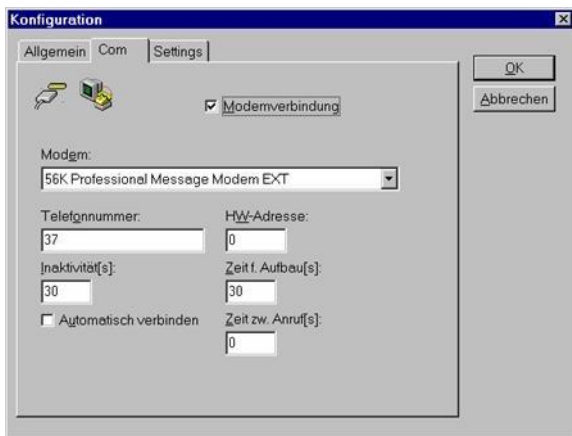 Konfiguration
Allgemein Com Settings
OK
Abbrechen
Modemverbindung
Modem:
56K Professional Message Modem EXT
Telefonnummer: HW-Adresse:
37 0
Inaktivität[s]: Zeit f. Aufbau[s]:
30 30
Automatisch verbinden Zeit zw. Anruf[s]:
0